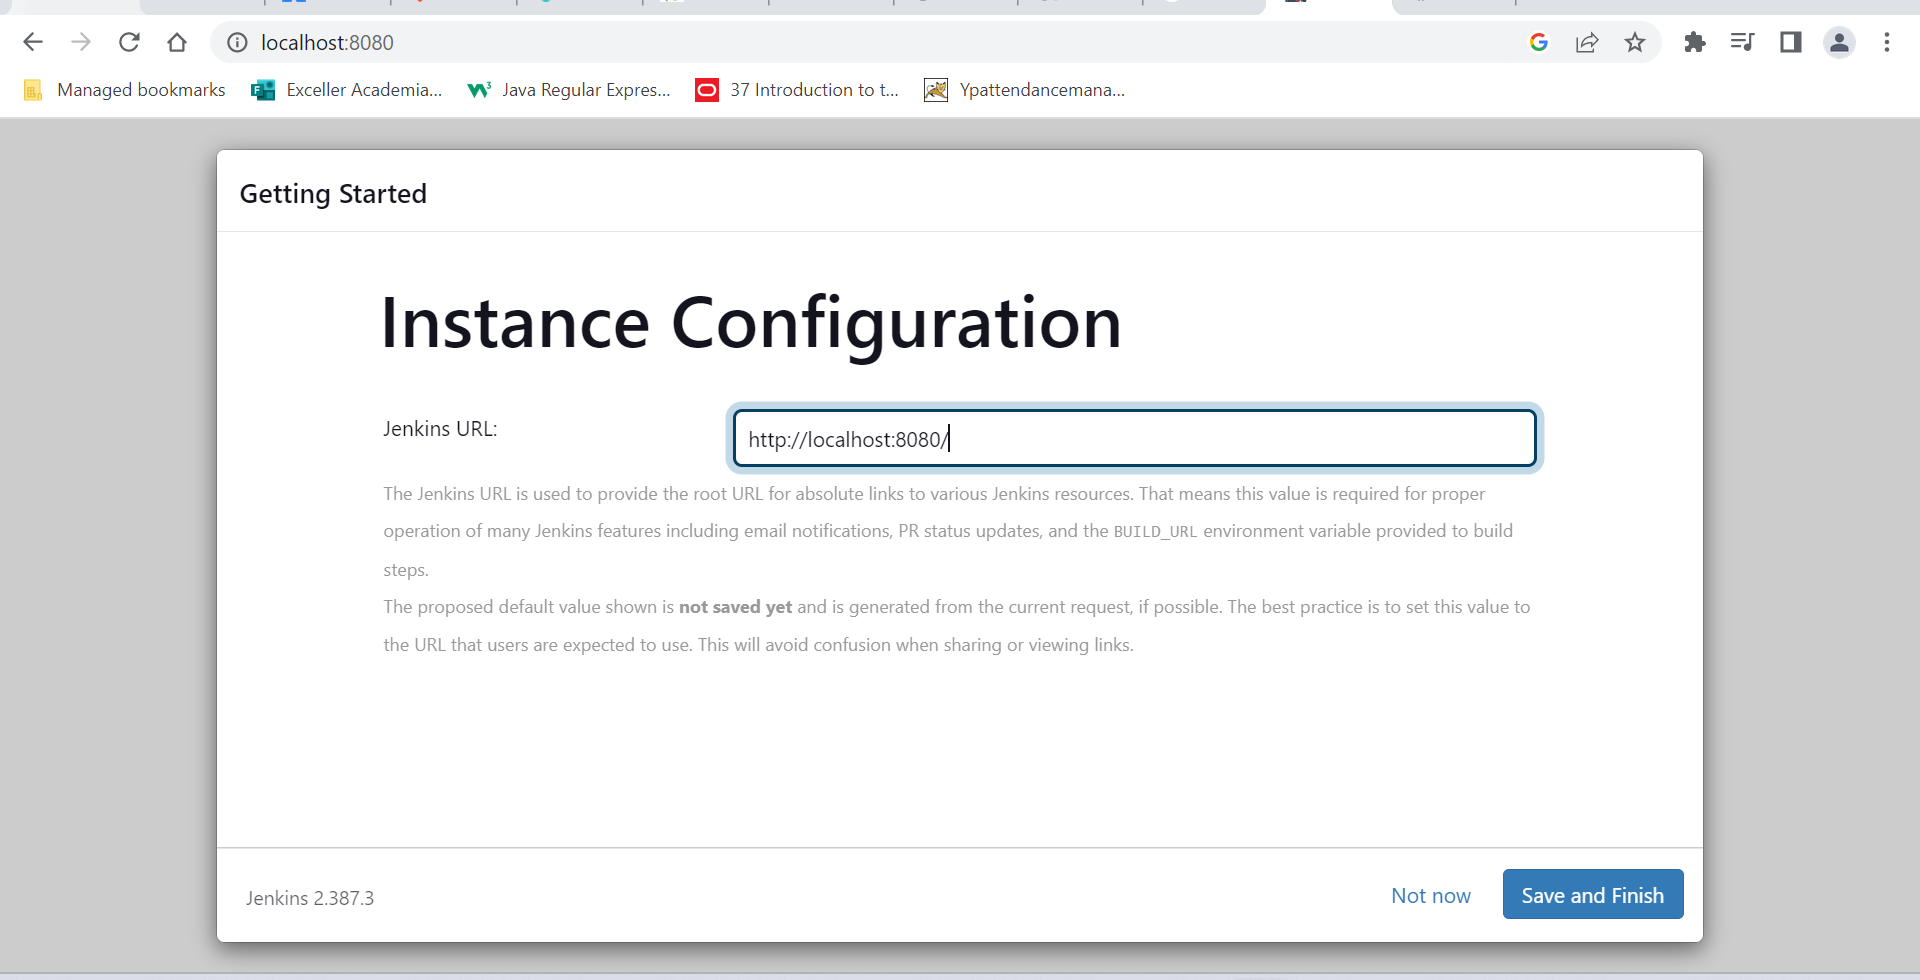 localhost:8080
Managed bookmarks
Exceller Academia...
Java Regular Expres...
37 Introduction to t...
Ypattendancemana...
Getting Started
Instance Configuration
Jenkins URL:
http://localhost:8080/
The Jenkins URL is used to provide the root URL for absolute links to various Jenkins resources. That means this value is required for proper
operation of many Jenkins features including email notifications, PR status updates, and the BUILD_URL environment variable provided to build
steps.
The proposed default value shown is not saved yet and is generated from the current request, if possible. The best practice is to set this value to
the URL that users are expected to use. This will avoid confusion when sharing or viewing links.
Jenkins 2.387.3
Not now
Save and Finish